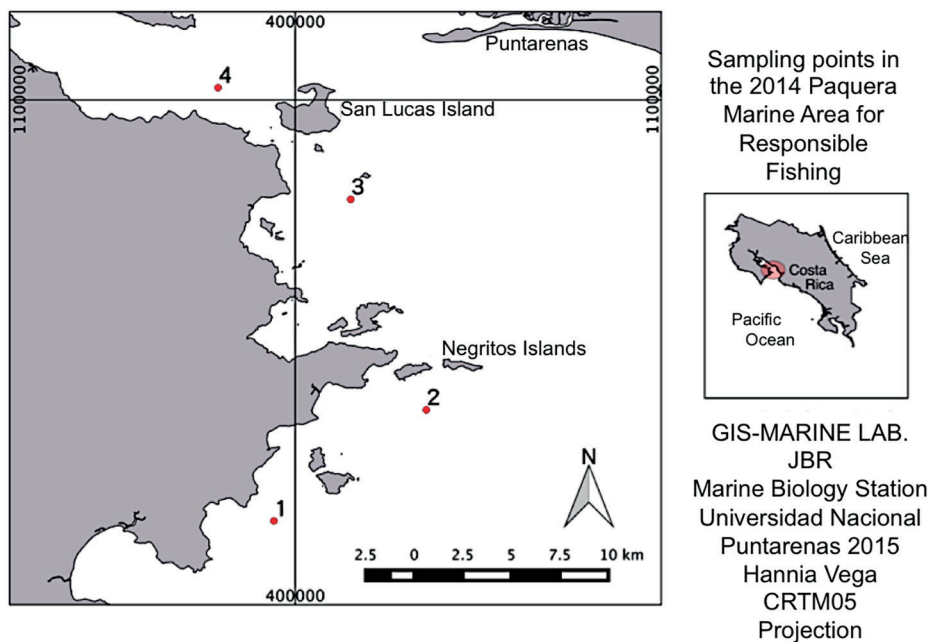 400000
Puntarenas
4
1100000
1100000
San Lucas Island
3
Negritos Islands
2
N
1
2.5 0 2.5 5 7.5 10 km
400000
Sampling points in
the 2014 Paquera
Marine Area for
Responsible
Fishing
Caribbean
Sea
Costa
Rica
Pacific
Ocean
GIS-MARINE LAB.
JBR
Marine Biology Station
Universidad Nacional
Puntarenas 2015
Hannia Vega
CRTM05
Projection